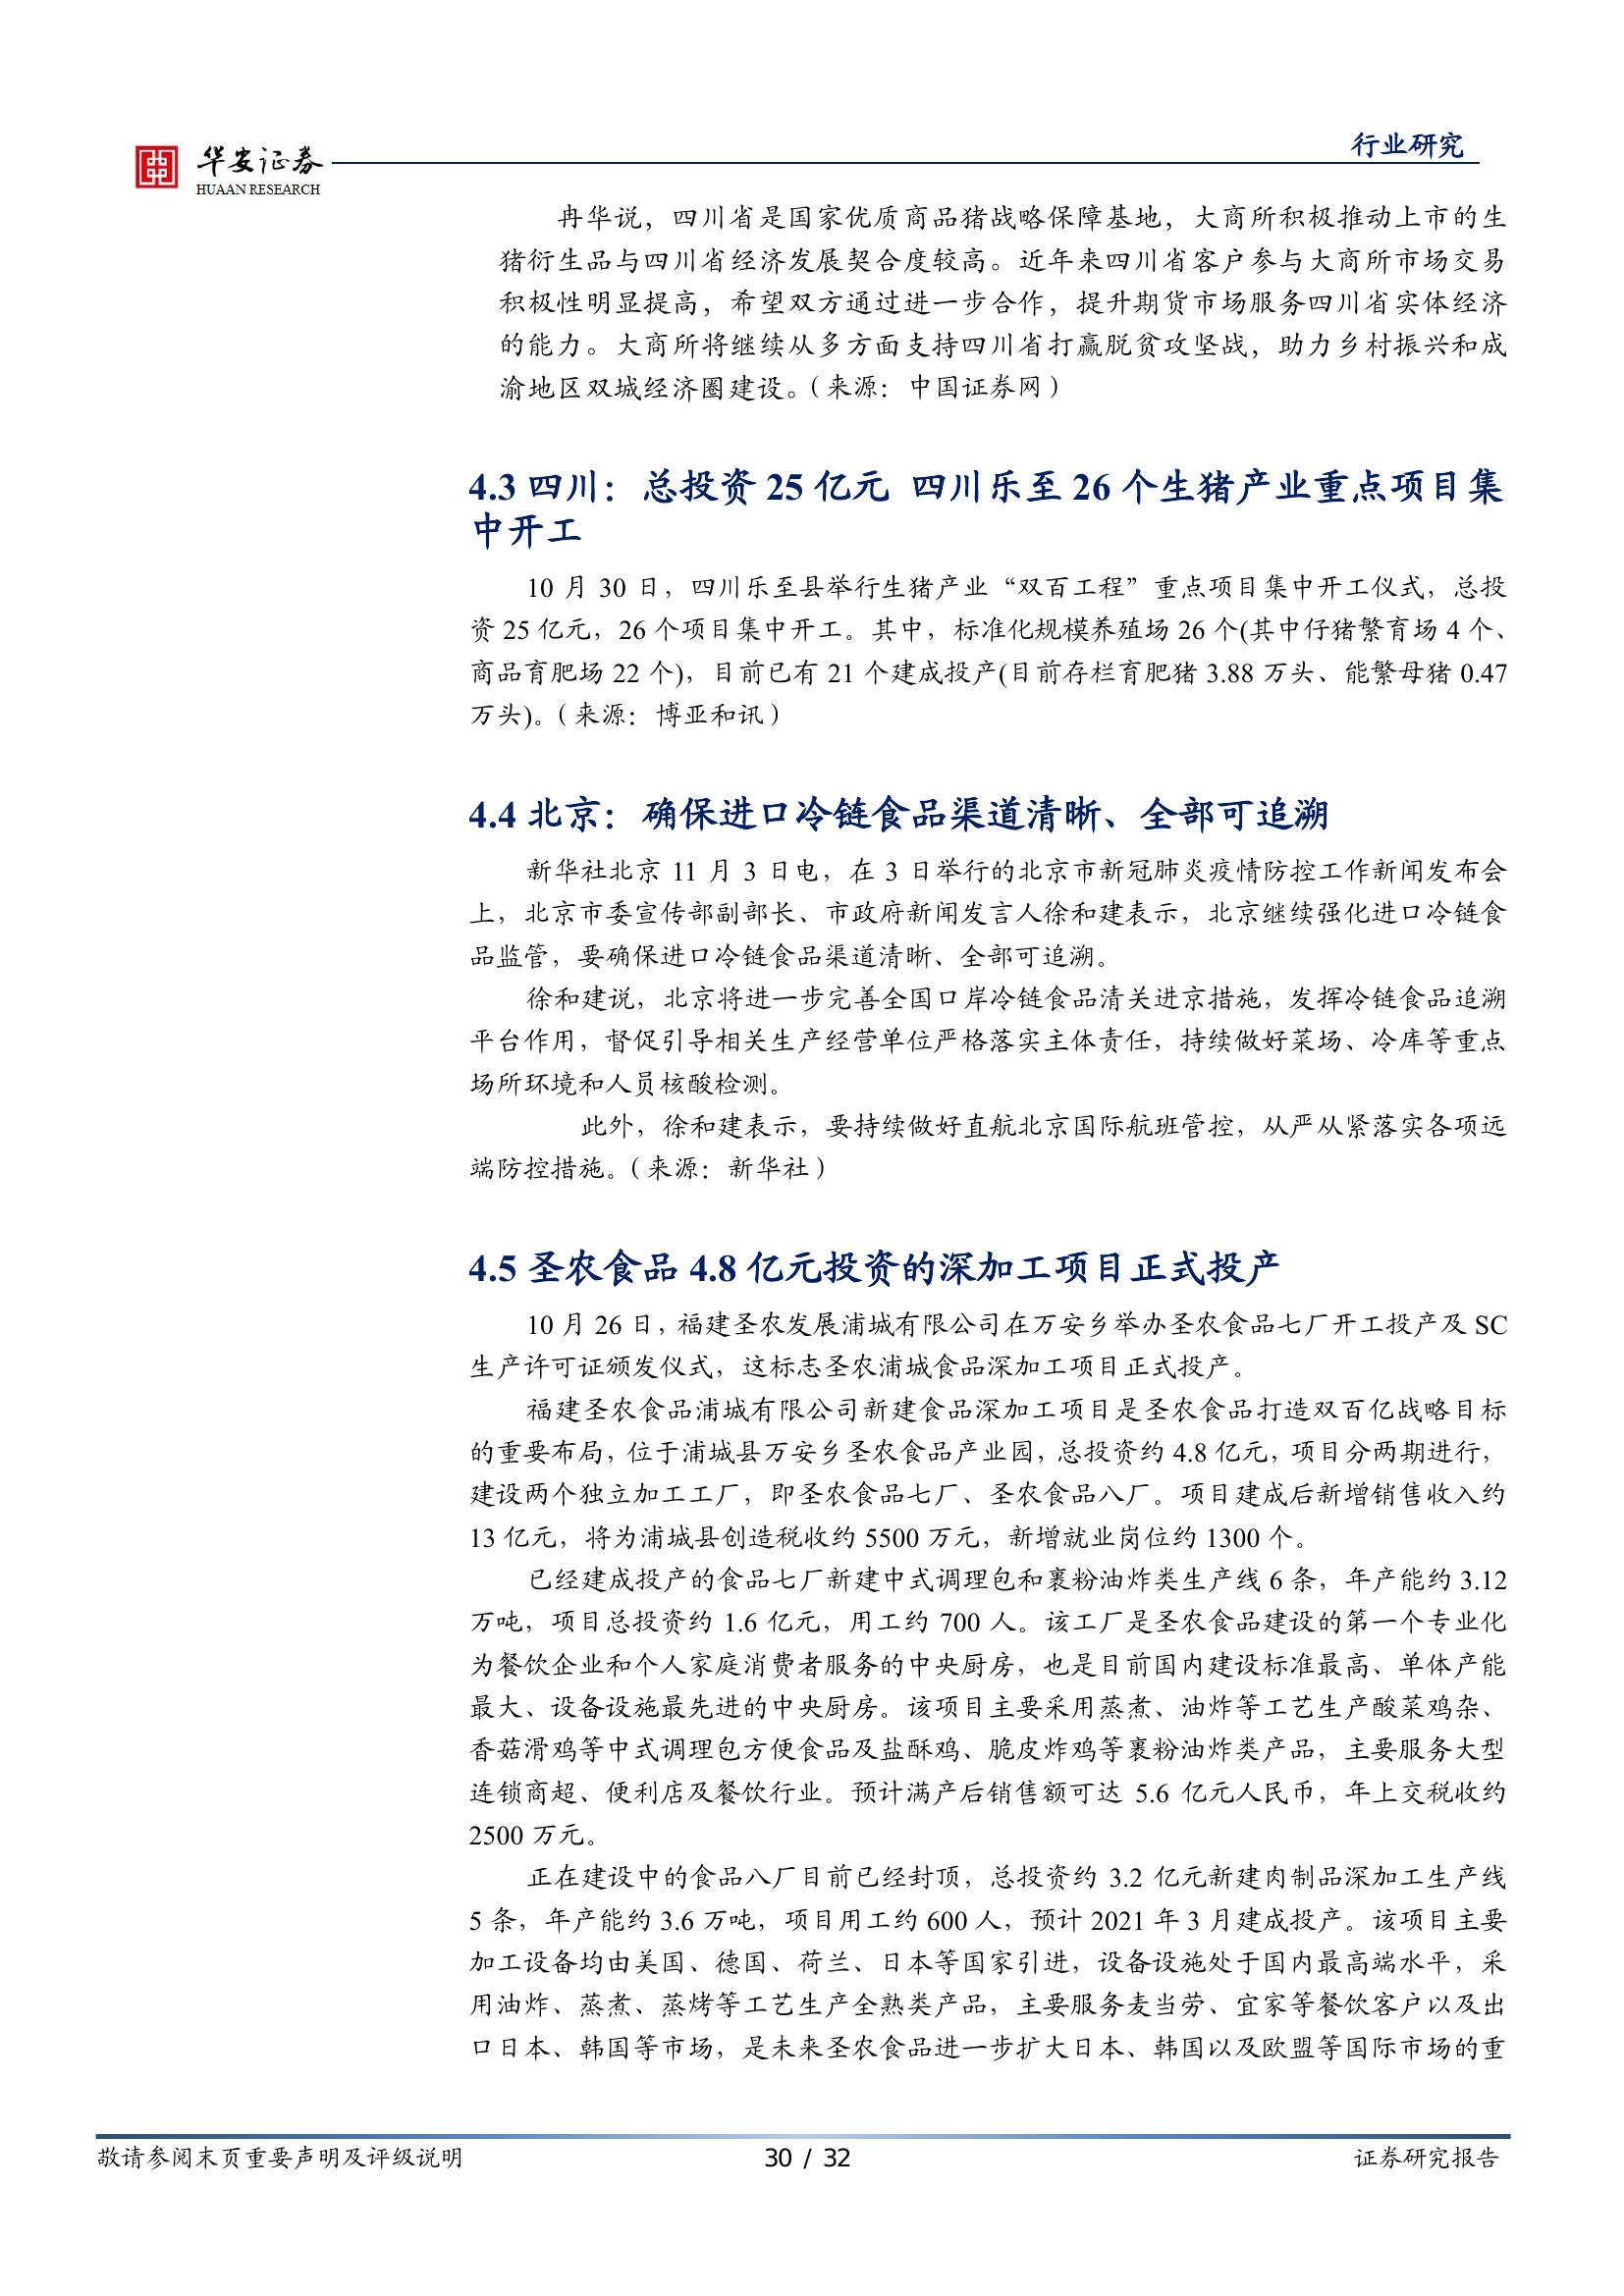 华安证券
HUAAN RESEARCH
行业研究
冉华说，四川省是国家优质商品猪战略保障基地，大商所积极推动上市的生
猪衍生品与四川省经济发展契合度较高。近年来四川省客户参与大商所市场交易
积极性明显提高，希望双方通过进一步合作，提升期货市场服务四川省实体经济
的能力。大商所将继续从多方面支持四川省打赢脱贫攻坚战，助力乡村振兴和成
渝地区双城经济圈建设。（来源：中国证券网）
4.3 四川：总投资 25 亿元 四川乐至 26 个生猪产业重点项目集
中开工
10 月 30 日，四川乐至县举行生猪产业“双百工程”重点项目集中开工仪式，总投
资 25 亿元，26 个项目集中开工。其中，标准化规模养殖场 26 个(其中仔猪繁育场 4 个、
商品育肥场 22 个)，目前已有 21 个建成投产(目前存栏育肥猪 3.88 万头、能繁母猪 0.47
万头)。（来源：博亚和讯）
4.4 北京：确保进口冷链食品渠道清晰、全部可追溯
新华社北京 11 月 3 日电，在 3 日举行的北京市新冠肺炎疫情防控工作新闻发布会
上，北京市委宣传部副部长、市政府新闻发言人徐和建表示，北京继续强化进口冷链食
品监管，要确保进口冷链食品渠道清晰、全部可追溯。
徐和建说，北京将进一步完善全国口岸冷链食品清关进京措施，发挥冷链食品追溯
平台作用，督促引导相关生产经营单位严格落实主体责任，持续做好菜场、冷库等重点
场所环境和人员核酸检测。
此外，徐和建表示，要持续做好直航北京国际航班管控，从严从紧落实各项远
端防控措施。（来源：新华社）
4.5 圣农食品 4.8 亿元投资的深加工项目正式投产
10 月 26 日，福建圣农发展浦城有限公司在万安乡举办圣农食品七厂开工投产及 SC
生产许可证颁发仪式，这标志圣农浦城食品深加工项目正式投产。
福建圣农食品浦城有限公司新建食品深加工项目是圣农食品打造双百亿战略目标
的重要布局，位于浦城县万安乡圣农食品产业园，总投资约 4.8 亿元，项目分两期进行，
建设两个独立加工工厂，即圣农食品七厂、圣农食品八厂。项目建成后新增销售收入约
13 亿元，将为浦城县创造税收约 5500 万元，新增就业岗位约 1300 个。
已经建成投产的食品七厂新建中式调理包和裹粉油炸类生产线 6 条，年产能约 3.12
万吨，项目总投资约 1.6 亿元，用工约 700 人。该工厂是圣农食品建设的第一个专业化
为餐饮企业和个人家庭消费者服务的中央厨房，也是目前国内建设标准最高、单体产能
最大、设备设施最先进的中央厨房。该项目主要采用蒸煮、油炸等工艺生产酸菜鸡杂、
香菇滑鸡等中式调理包方便食品及盐酥鸡、脆皮炸鸡等裹粉油炸类产品，主要服务大型
连锁商超、便利店及餐饮行业。预计满产后销售额可达 5.6 亿元人民币，年上交税收约
2500 万元。
正在建设中的食品八厂目前已经封顶，总投资约 3.2 亿元新建肉制品深加工生产线
5 条，年产能约 3.6 万吨，项目用工约 600 人，预计 2021 年 3 月建成投产。该项目主要
加工设备均由美国、德国、荷兰、日本等国家引进，设备设施处于国内最高端水平，采
用油炸、蒸煮、蒸烤等工艺生产全熟类产品，主要服务麦当劳、宜家等餐饮客户以及出
口日本、韩国等市场，是未来圣农食品进一步扩大日本、韩国以及欧盟等国际市场的重
敬请参阅末页重要声明及评级说明
30 / 32
证券研究报告